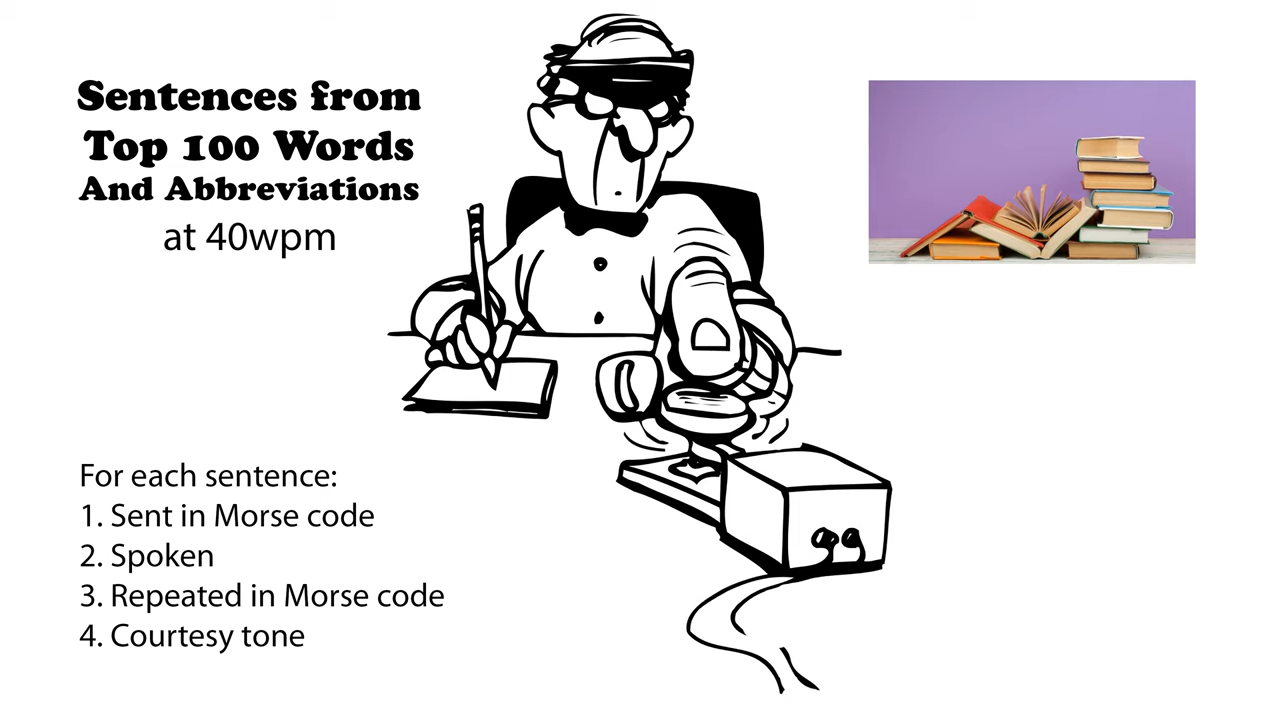 Sentences from
Top 100 Words
And Abbreviations
at 40wpm
For each sentence:
1. Sent in Morse code
2. Spoken
3. Repeated in Morse code
4. Courtesy tone